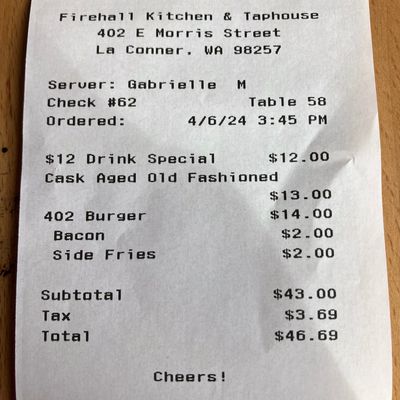 Firehall Kitchen & Taphouse
402 E Morris Street
La Conner, WA 98257
Server: Gabrielle M
Check #62 Table 58
Ordered: 4/6/24 3:45 PM
$12 Drink Special $12.00
Cask Aged Old Fashioned
$13.00
402 Burger $14.00
Bacon $2.00
Side Fries $2.00
Subtotal $43.00
Tax $3.69
Total $46.69
Cheers!